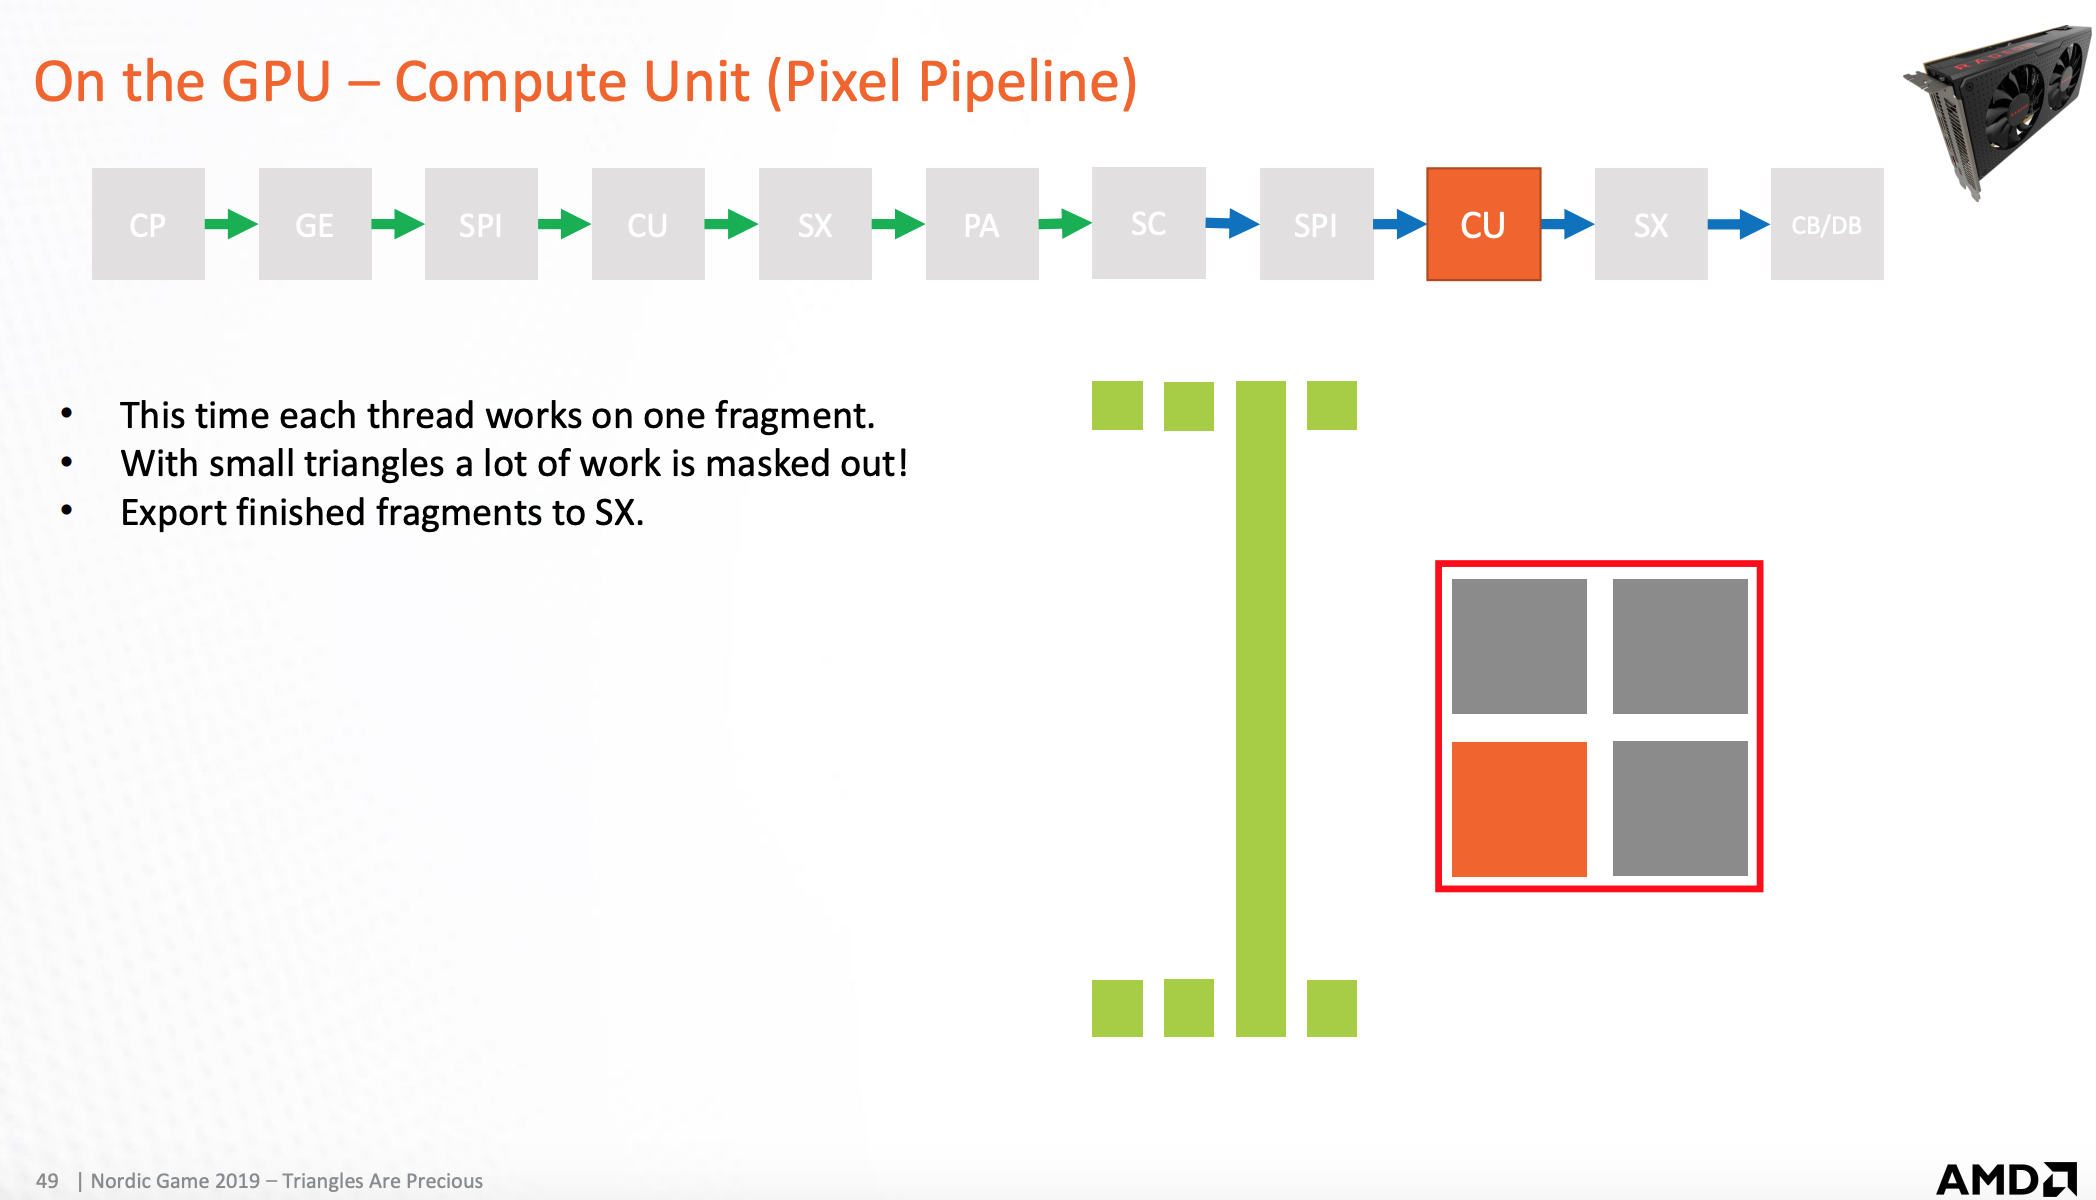 On the GPU – Compute Unit (Pixel Pipeline)
CP GE SPI CU SX PA SC SPI CU SX CB/DB
• This time each thread works on one fragment.
• With small triangles a lot of work is masked out!
• Export finished fragments to SX.
49 | Nordic Game 2019 – Triangles Are Precious
AMD